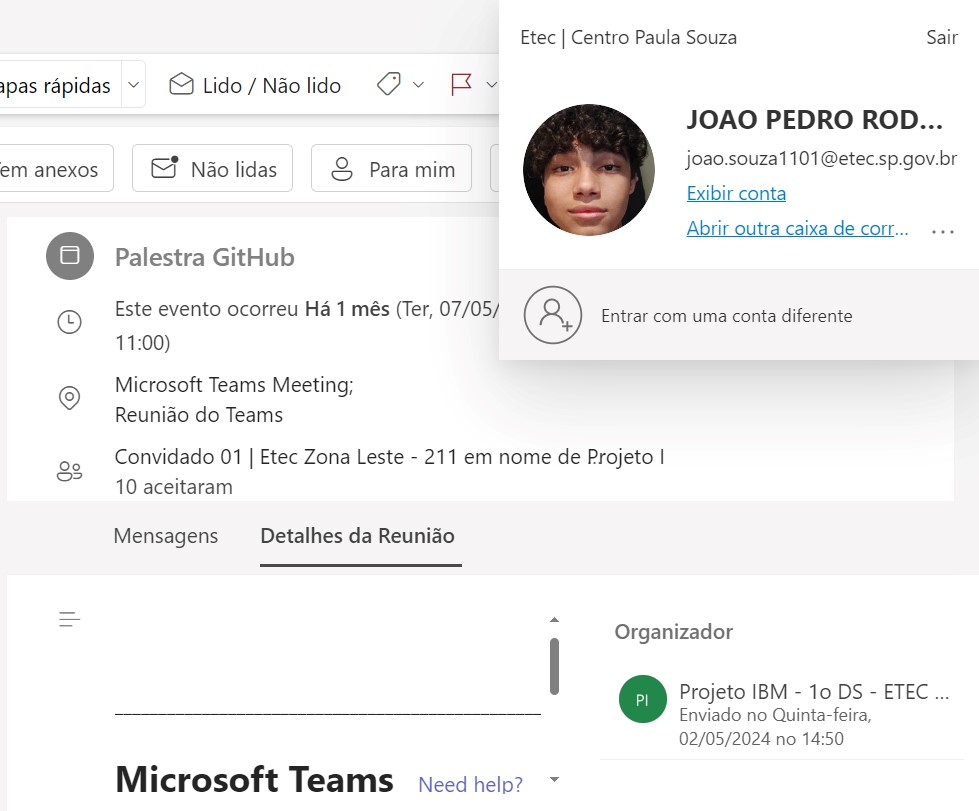 Etec | Centro Paula Souza
Sair
apas rápidas
Lido / Não lido
JOAO PEDRO ROD...
joao.souza1101@etec.sp.gov.br
Exibir conta
Abrir outra caixa de corr...
Entrar com uma conta diferente
em anexos
Não lidas
Para mim
Palestra GitHub
Este evento ocorreu Há 1 mês (Ter, 07/05/
11:00)
Microsoft Teams Meeting;
Reunião do Teams
Convidado 01 | Etec Zona Leste - 211 em nome de Projeto I
10 aceitaram
Mensagens
Detalhes da Reunião
Organizador
PI
Projeto IBM - 1o DS - ETEC ...
Enviado no Quinta-feira,
02/05/2024 no 14:50
Microsoft Teams
Need help?